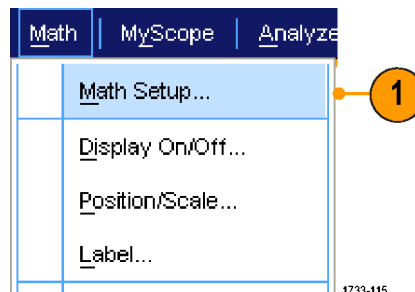 Math MyScope Analyze
Math Setup...
1
Display On/Off...
Position/Scale...
Label...
1733-115